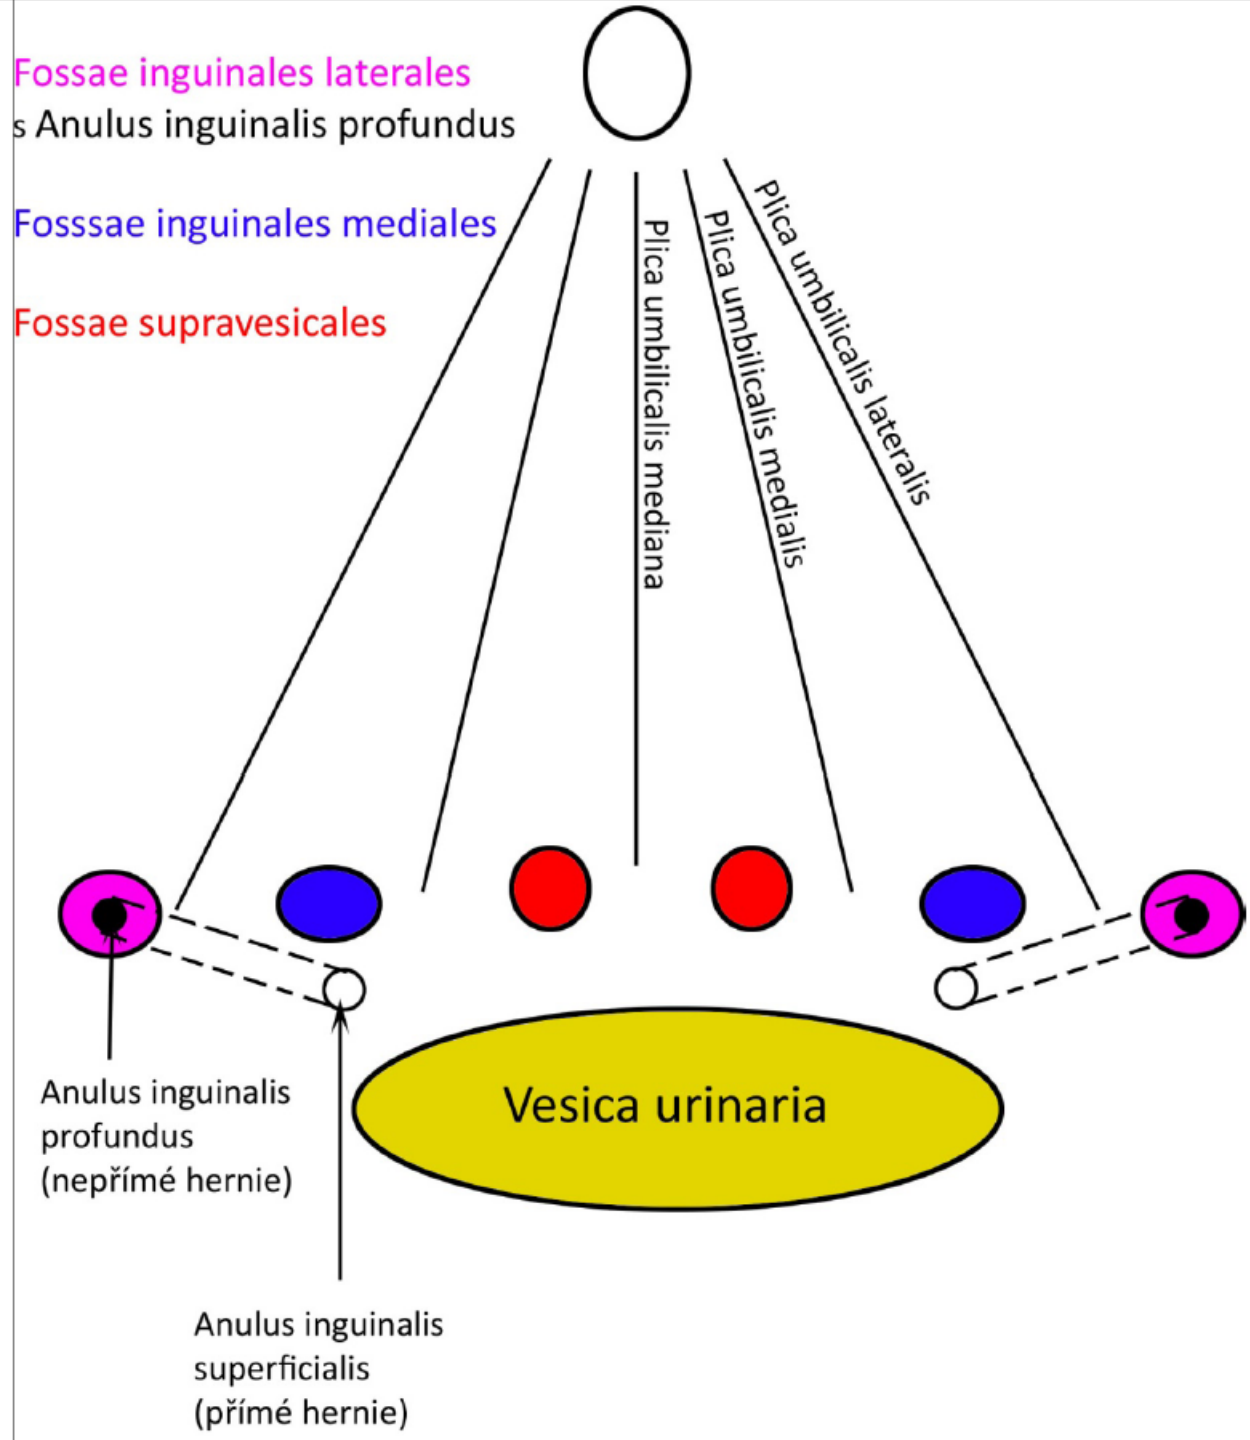 Fossae inguinales laterales
s Anulus inguinalis profundus
Fosssae inguinales mediales
Fossae supravesicales
Plica umbilicalis mediana
Plica umbilicalis medialis
Plica umbilicalis lateralis
Vesica urinaria
Anulus inguinalis
profundus
(nepřímé hernie)
Anulus inguinalis
superficialis
(přímé hernie)